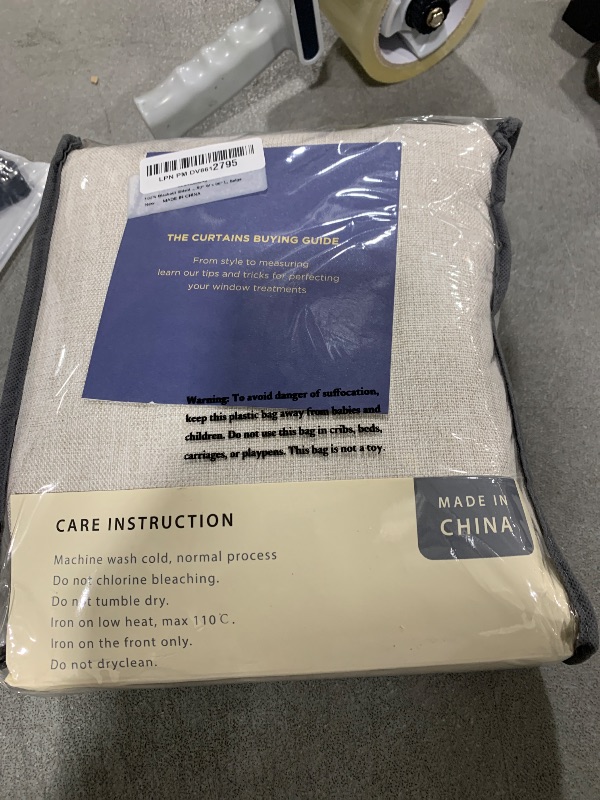 LPN PM DV8612795
MADE IN CHINA
THE CURTAINS BUYING GUIDE
From style to measuring
learn our tips and tricks for perfecting
your window treatments
Warning: To avoid danger of suffocation,
keep this plastic bag away from babies and
children. Do not use this bag in cribs, beds,
carriages, or playpens. This bag is not a toy.
CARE INSTRUCTION
MADE IN
CHINA
Machine wash cold, normal process
Do not chlorine bleaching.
Do not tumble dry.
Iron on low heat, max 110℃.
Iron on the front only.
Do not dryclean.